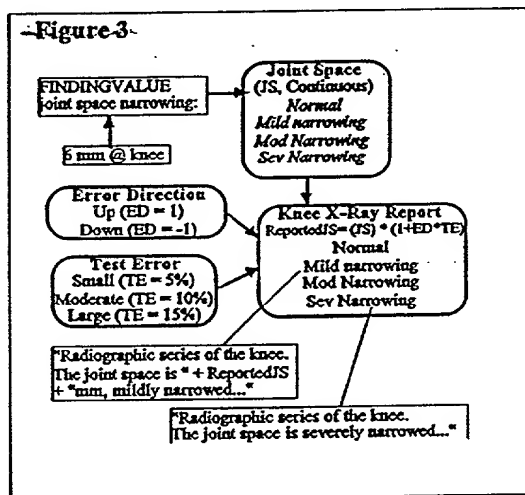 Figure 3
FINDINGVALUE
joint space narrowing:
6 mm @ knee
Joint Space
(JS, Continuous)
Normal
Mild narrowing
Mod Narrowing
Sev Narrowing
Error Direction
Up (ED = 1)
Down (ED = -1)
Test Error
Small (TE = 5%)
Moderate (TE = 10%)
Large (TE = 15%)
Knee X-Ray Report
ReportedJS= (JS) * (1+ED*TE)
Normal
Mild narrowing
Mod Narrowing
Sev Narrowing
"Radiographic series of the knee.
The joint space is " + ReportedJS
+ "mm, mildly narrowed..."
"Radiographic series of the knee.
The joint space is severely narrowed..."